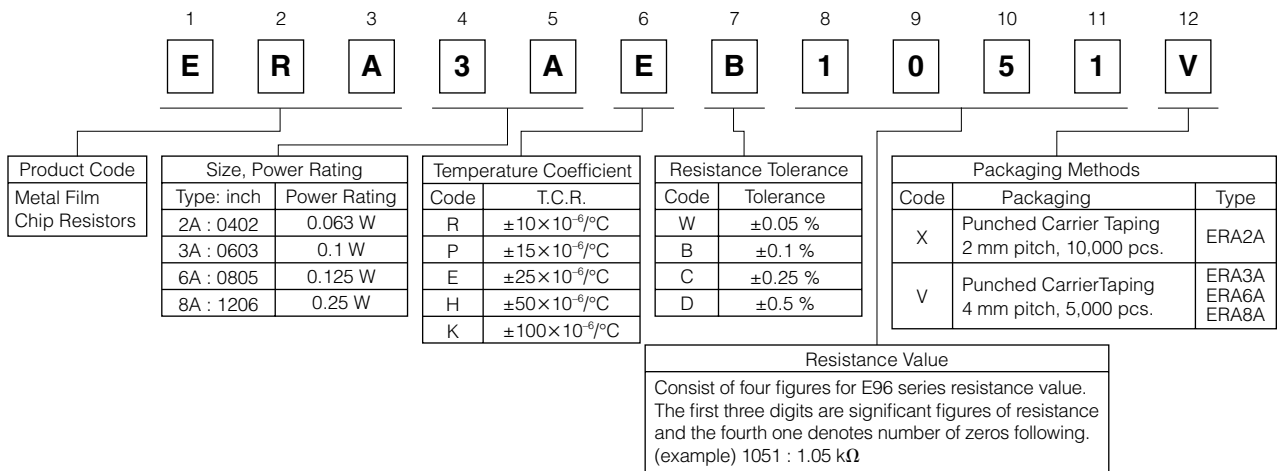 1 2 3 4 5 6 7 8 9 10 11 12
E R A 3 A E B 1 0 5 1 V
Product Code
Metal Film
Chip Resistors
Size, Power Rating
Type: inch Power Rating
2A : 0402 0.063 W
3A : 0603 0.1 W
6A : 0805 0.125 W
8A : 1206 0.25 W
Temperature Coefficient
Code T.C.R.
R ±10×10⁻⁶/°C
P ±15×10⁻⁶/°C
E ±25×10⁻⁶/°C
H ±50×10⁻⁶/°C
K ±100×10⁻⁶/°C
Resistance Tolerance
Code Tolerance
W ±0.05 %
B ±0.1 %
C ±0.25 %
D ±0.5 %
Packaging Methods
Code Packaging Type
X Punched Carrier Taping
2 mm pitch, 10,000 pcs. ERA2A
V Punched CarrierTaping
4 mm pitch, 5,000 pcs. ERA3A
ERA6A
ERA8A
Resistance Value
Consist of four figures for E96 series resistance value.
The first three digits are significant figures of resistance
and the fourth one denotes number of zeros following.
(example) 1051 : 1.05 kΩ